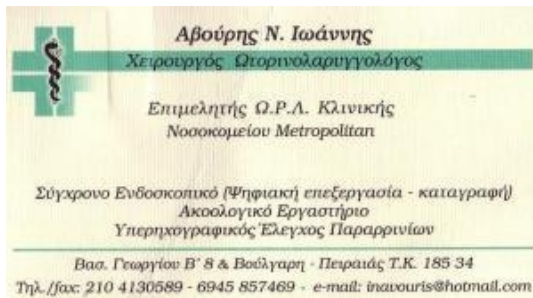 Αβούρης Ν. Ιωάννης
Χειρουργός Ωτορινολαρυγγολόγος
Επιμελητής Ω.Ρ.Λ. Κλινικής
Νοσοκομείου Metropolitan
Σύγχρονο Ενδοσκοπικό (Ψηφιακή επεξεργασία - καταγραφή)
Ακοολογικό Εργαστήριο
Υπερηχογραφικός Έλεγχος Παραρρινίων
Βασ. Γεωργίου Β' 8 & Βούλγαρη - Πειραιάς Τ.Κ. 185 34
Τηλ./fax: 210 4130589 - 6945 857469 - e-mail: inavouris@hotmail.com